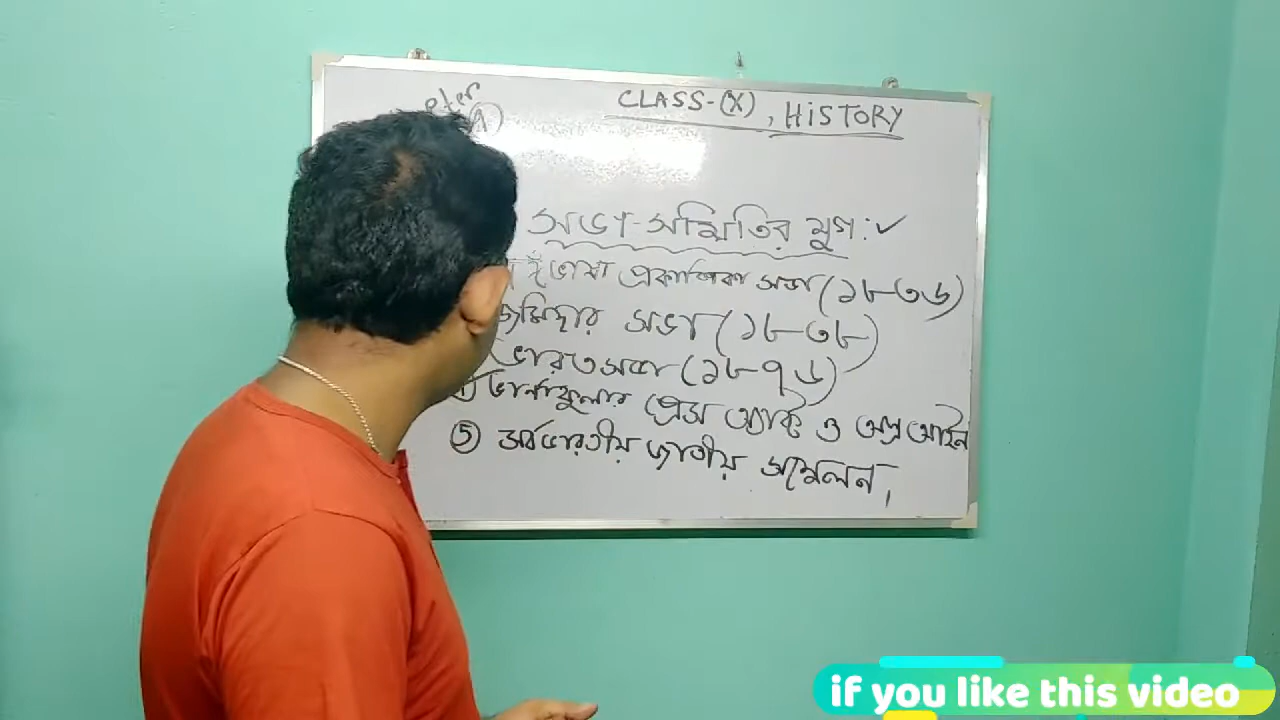 CLASS-(X), HISTORY
সভা-সমিতির যুগ:✓
ভাষা প্রকাশিকা সভা (১৮৩৬)
জমিদার সভা (১৮৩৮)
ভারতসভা (১৮৭৬)
ভার্নাকুলার প্রেস অ্যাক্ট ও অস্ত্র আইন
⑤ সর্বভারতীয় জাতীয় সম্মেলন,
if you like this video